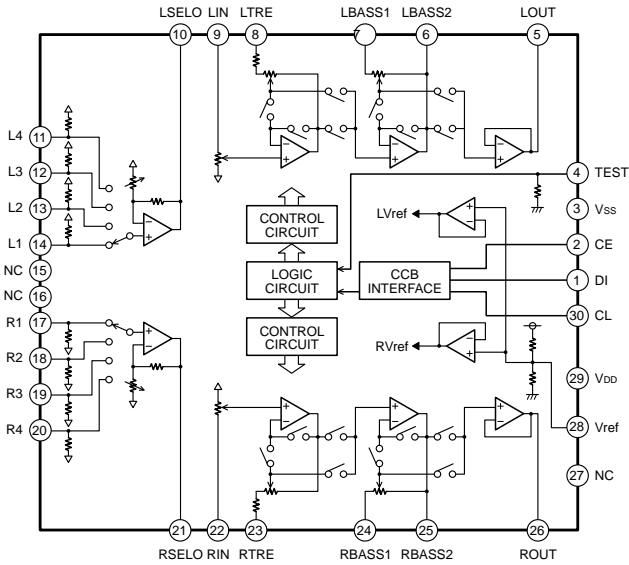 LSELO LIN LTRE LBASS1 LBASS2 LOUT
10 9 8 7 6 5
L4 11
L3 12
L2 13
L1 14
NC 15
NC 16
R1 17
R2 18
R3 19
R4 20
4 TEST
3 VSS
2 CE
1 DI
30 CL
29 VDD
28 Vref
27 NC
CONTROL
CIRCUIT
LOGIC
CIRCUIT
CONTROL
CIRCUIT
CCB
INTERFACE
LVref
RVref
+ −
21 22 23 24 25 26
RSELO RIN RTRE RBASS1 RBASS2 ROUT